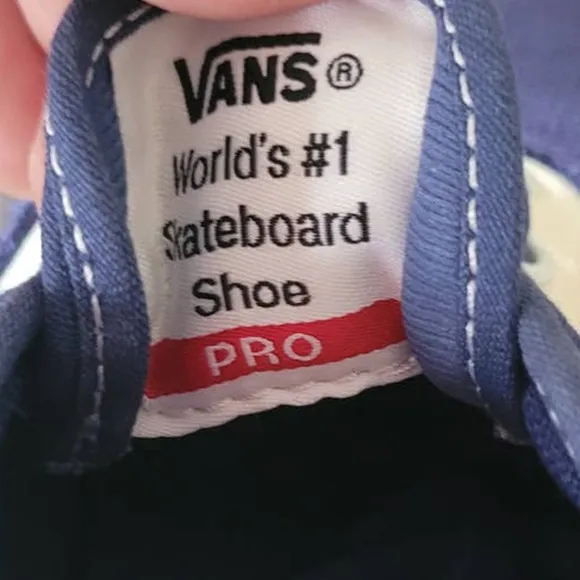 VANS®
World's #1
Skateboard
Shoe
PRO